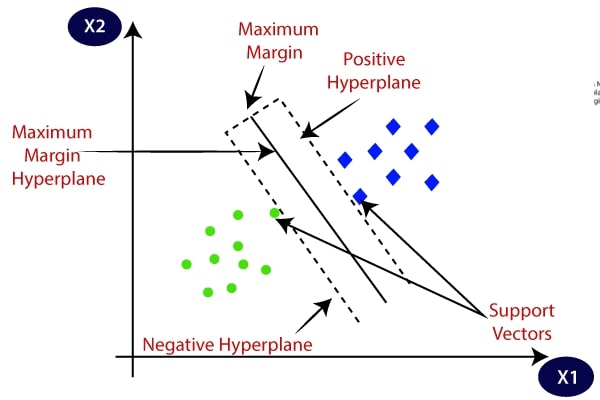 X2
Maximum
Margin
Positive
Hyperplane
Maximum
Margin
Hyperplane
Support
Vectors
Negative Hyperplane
X1